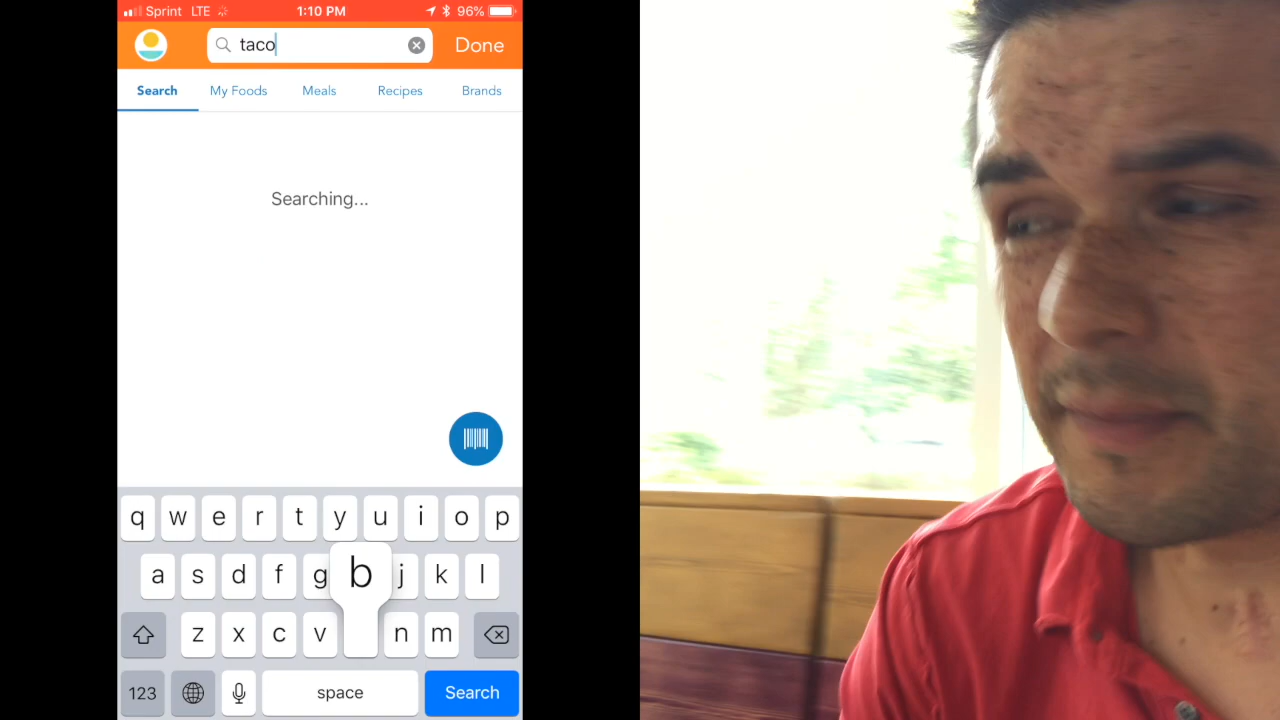 Sprint LTE 1:10 PM 96%
taco Done
Search My Foods Meals Recipes Brands
Searching...
q w e r t y u i o p
a s d f g b j k l
z x c v n m
123 space Search